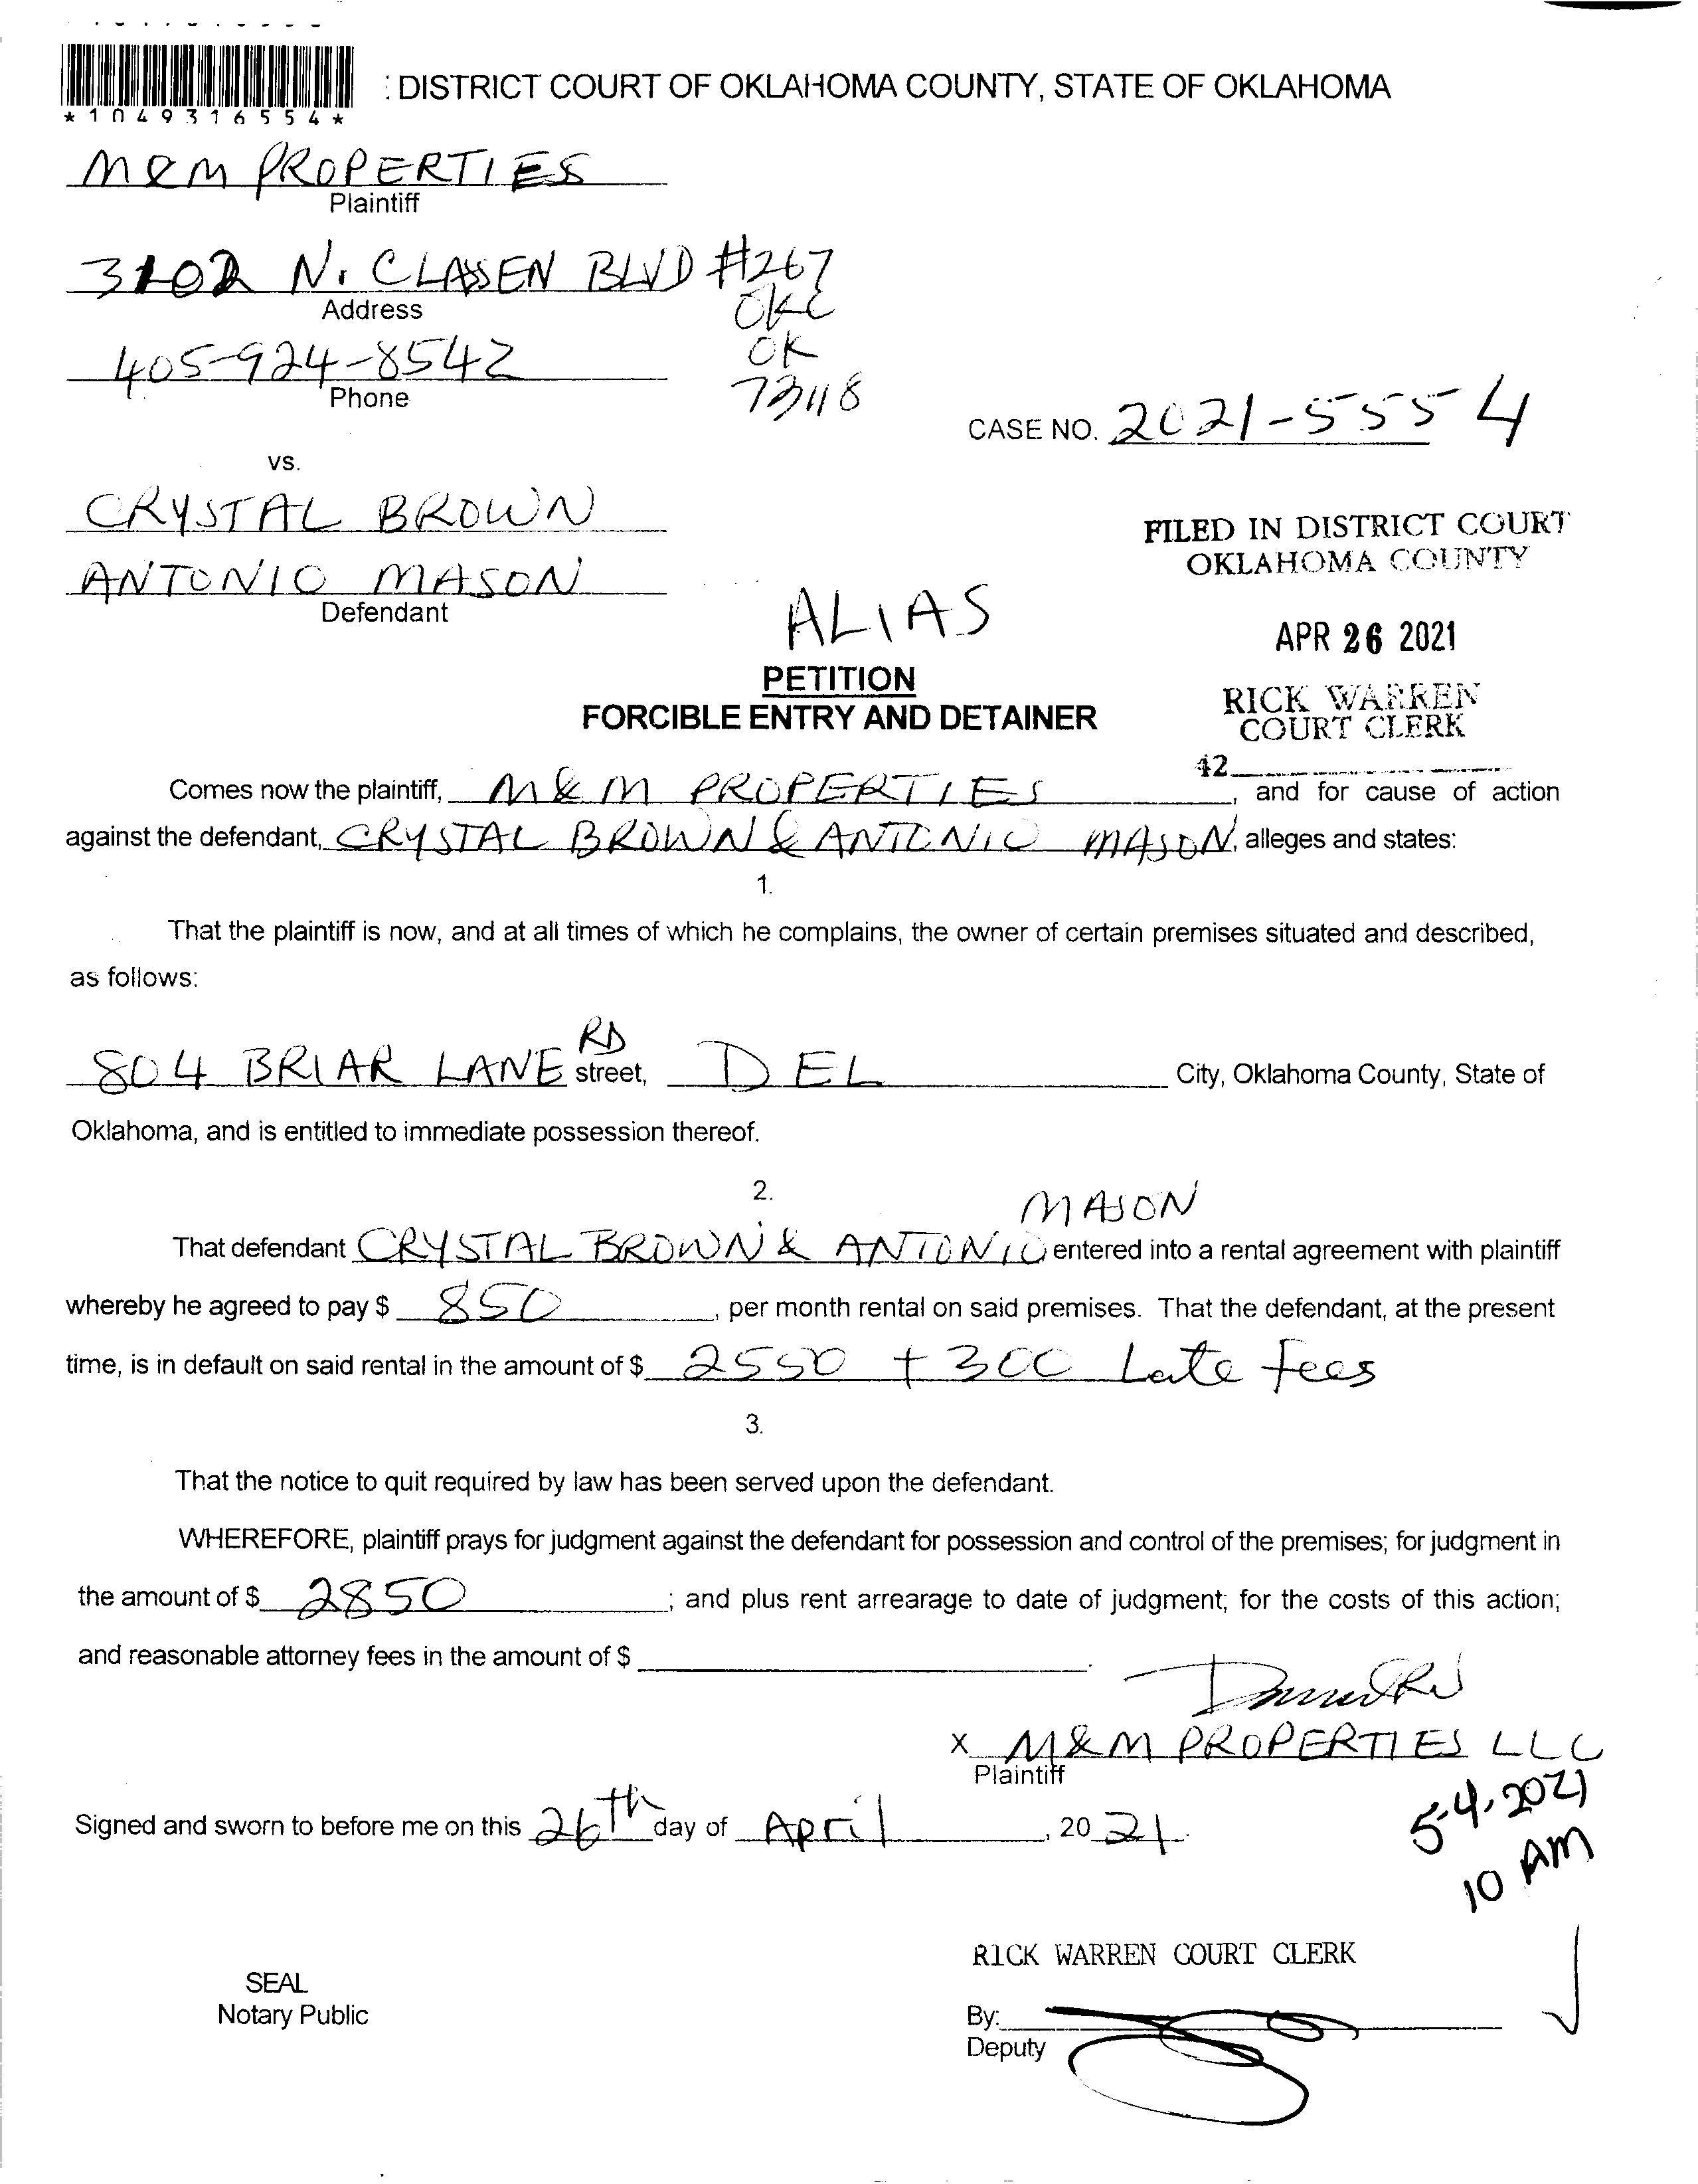 *1049316554*
: DISTRICT COURT OF OKLAHOMA COUNTY, STATE OF OKLAHOMA
M&M PROPERTIES
Plaintiff
3102 N. CLASSEN BLVD #267
Address
OKC
405-924-8542
OK
Phone
73118
CASE NO. 2021-5554
vs.
CRYSTAL BROWN
ANTONIO MASON
Defendant
FILED IN DISTRICT COURT
OKLAHOMA COUNTY
ALIAS
APR 26 2021
PETITION
FORCIBLE ENTRY AND DETAINER
RICK WARREN
COURT CLERK
42
Comes now the plaintiff, M & M PROPERTIES, and for cause of action
against the defendant, CRYSTAL BROWN & ANTONIO MASON, alleges and states:
1.
That the plaintiff is now, and at all times of which he complains, the owner of certain premises situated and described,
as follows:
804 BRIAR LANE RD street, DEL City, Oklahoma County, State of
Oklahoma, and is entitled to immediate possession thereof.
2.
MASON
That defendant CRYSTAL BROWN & ANTONIO entered into a rental agreement with plaintiff
whereby he agreed to pay $ 850, per month rental on said premises. That the defendant, at the present
time, is in default on said rental in the amount of $ 2550 + 300 Late fees
3.
That the notice to quit required by law has been served upon the defendant.
WHEREFORE, plaintiff prays for judgment against the defendant for possession and control of the premises; for judgment in
the amount of $ 2850; and plus rent arrearage to date of judgment; for the costs of this action;
and reasonable attorney fees in the amount of $ .
x M&M PROPERTIES LLC
Plaintiff
5-4-2021
10 AM
Signed and sworn to before me on this 26th day of April, 20 21.
RICK WARREN COURT CLERK
SEAL
Notary Public
By:
Deputy